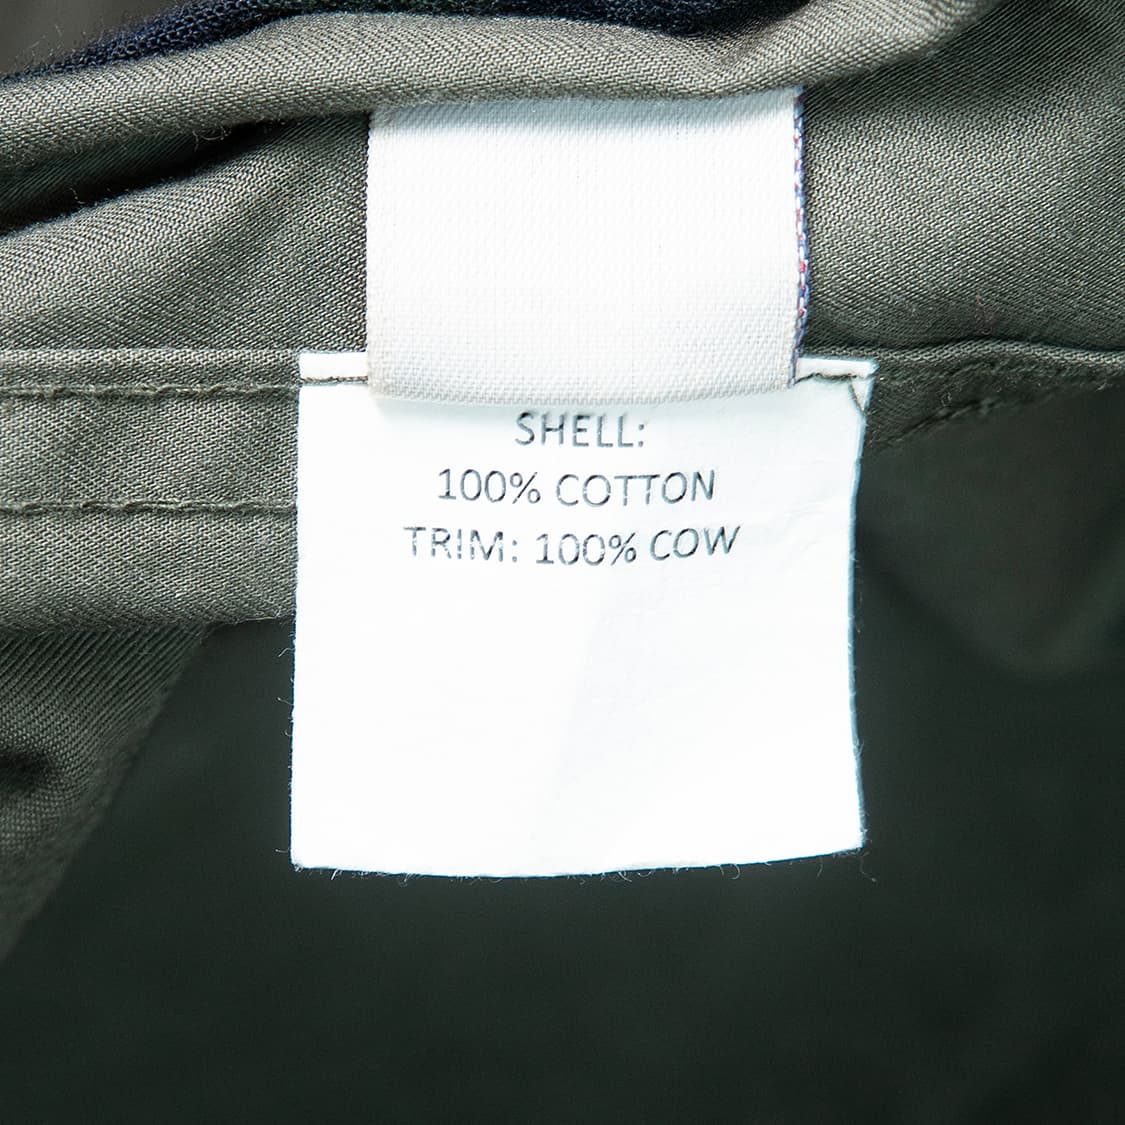 SHELL:
100% COTTON
TRIM: 100% COW